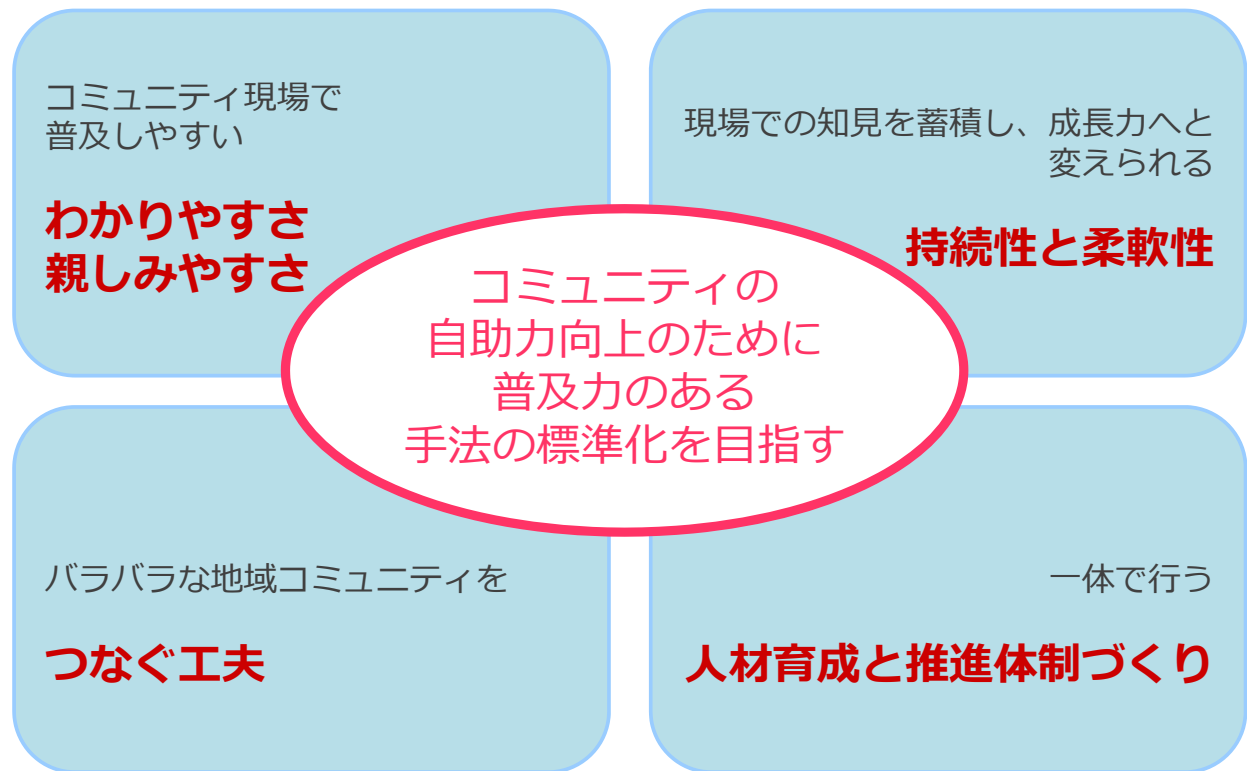 コミュニティ現場で
普及しやすい
わかりやすさ
親しみやすさ
現場での知見を蓄積し、成長力へと
変えられる
持続性と柔軟性
コミュニティの
自助力向上のために
普及力のある
手法の標準化を目指す
バラバラな地域コミュニティを
つなぐ工夫
一体で行う
人材育成と推進体制づくり